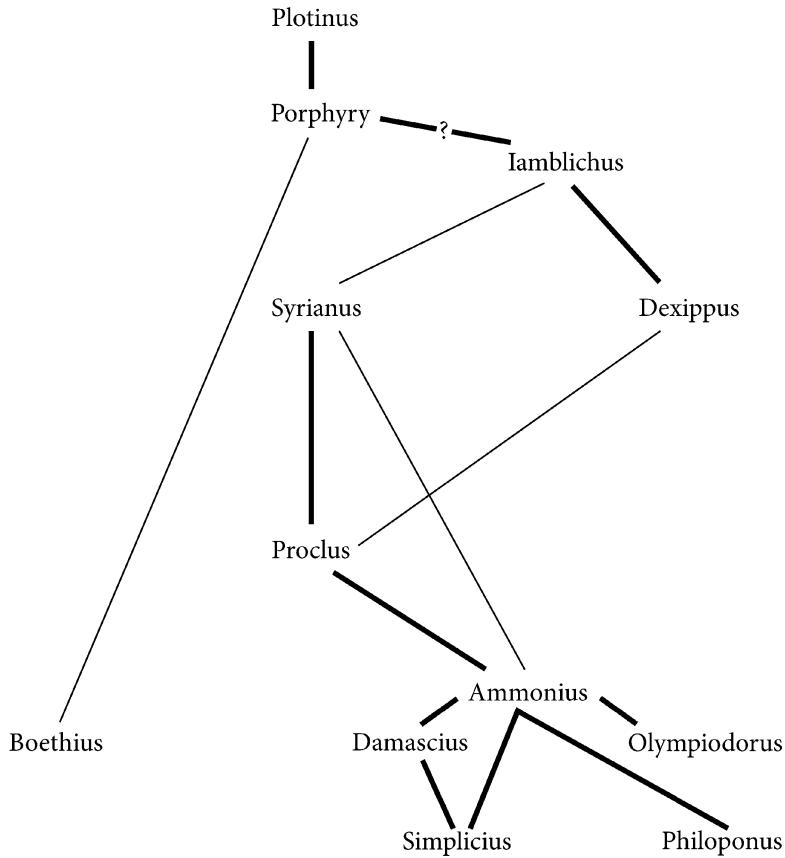 Plotinus
Porphyry
?
Iamblichus
Syrianus
Dexippus
Proclus
Ammonius
Boethius
Damascius
Olympiodorus
Simplicius
Philoponus